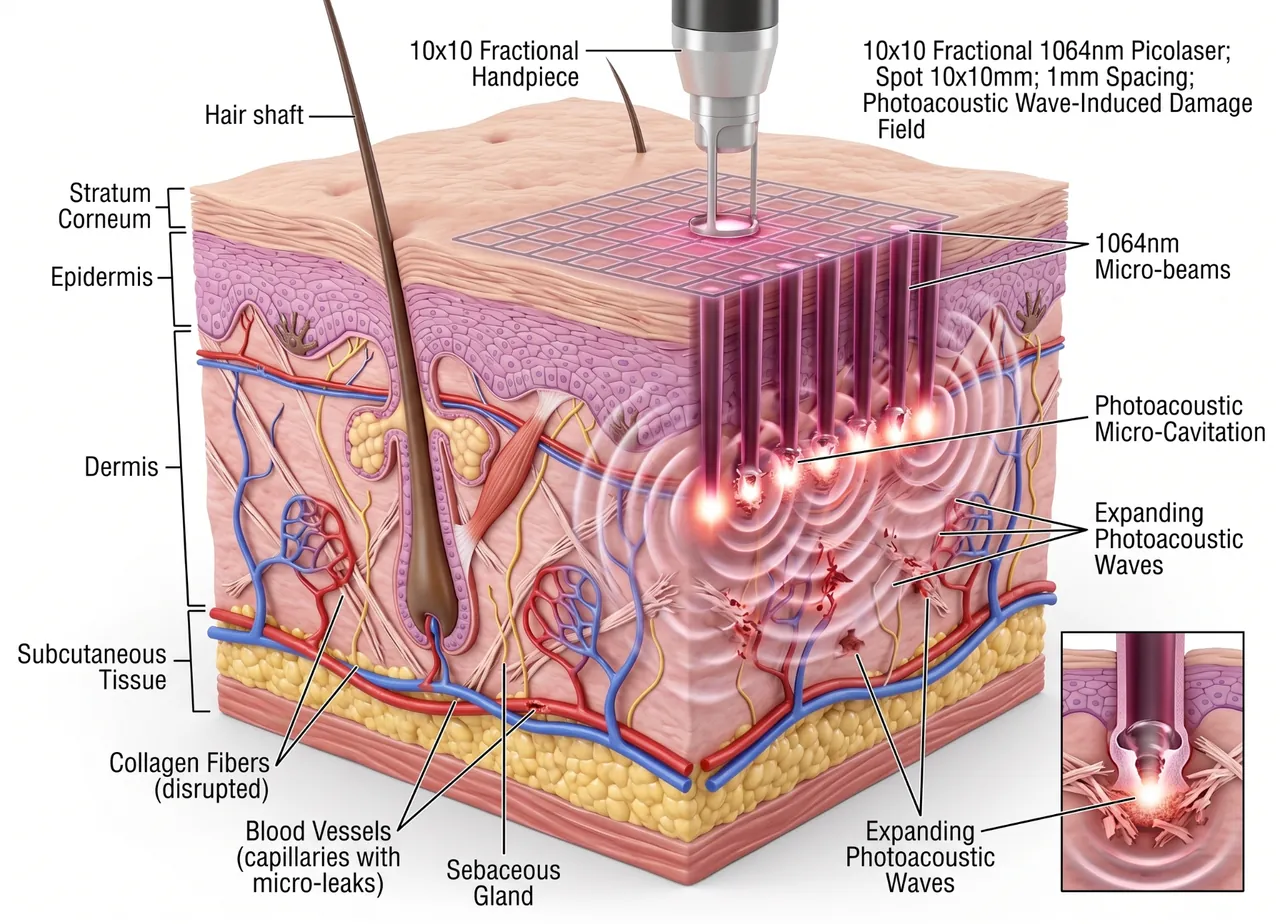 10x10 Fractional
Handpiece
10x10 Fractional 1064nm Picolaser;
Spot 10x10mm; 1mm Spacing;
Photoacoustic Wave-Induced Damage
Field
Hair shaft
Stratum
Corneum
Epidermis
Dermis
Subcutaneous
Tissue
1064nm
Micro-beams
Photoacoustic
Micro-Cavitation
Expanding
Photoacoustic
Waves
Collagen Fibers
(disrupted)
Blood Vessels
(capillaries with
micro-leaks)
Sebaceous
Gland
Expanding
Photoacoustic
Waves